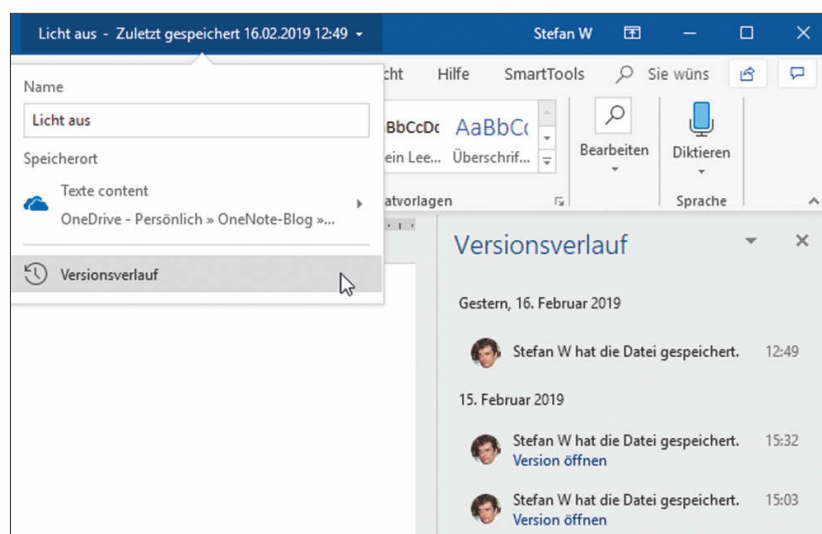 Licht aus - Zuletzt gespeichert 16.02.2019 12:49
Stefan W
Name
Licht aus
Speicherort
Texte content
OneDrive - Persönlich » OneNote-Blog »...
Versionsverlauf
cht Hilfe SmartTools Sie wüns
BbCcDc AaBbC(
ein Lee... Überschrif...
atvorlagen
Bearbeiten
Diktieren
Sprache
Versionsverlauf
Gestern, 16. Februar 2019
Stefan W hat die Datei gespeichert. 12:49
15. Februar 2019
Stefan W hat die Datei gespeichert. 15:32
Version öffnen
Stefan W hat die Datei gespeichert. 15:03
Version öffnen